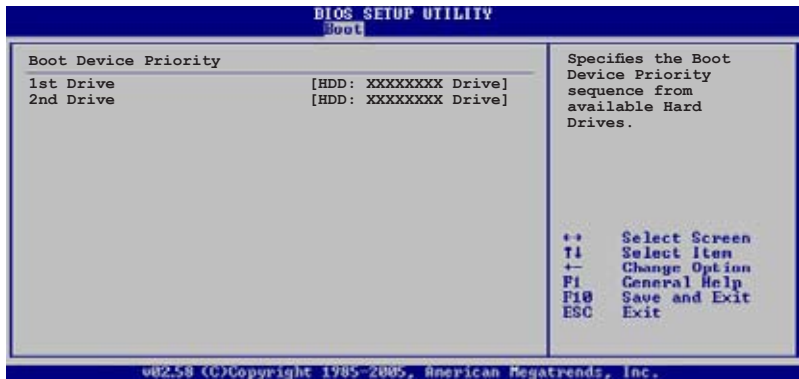 BIOS SETUP UTILITY
Boot
Boot Device Priority
1st Drive [HDD: XXXXXXXX Drive]
2nd Drive [HDD: XXXXXXXX Drive]
Specifies the Boot
Device Priority
sequence from
available Hard
Drives.
←→ Select Screen
↑↓ Select Item
+- Change Option
F1 General Help
F10 Save and Exit
ESC Exit
v02.58 (C)Copyright 1985-2005, American Megatrends, Inc.